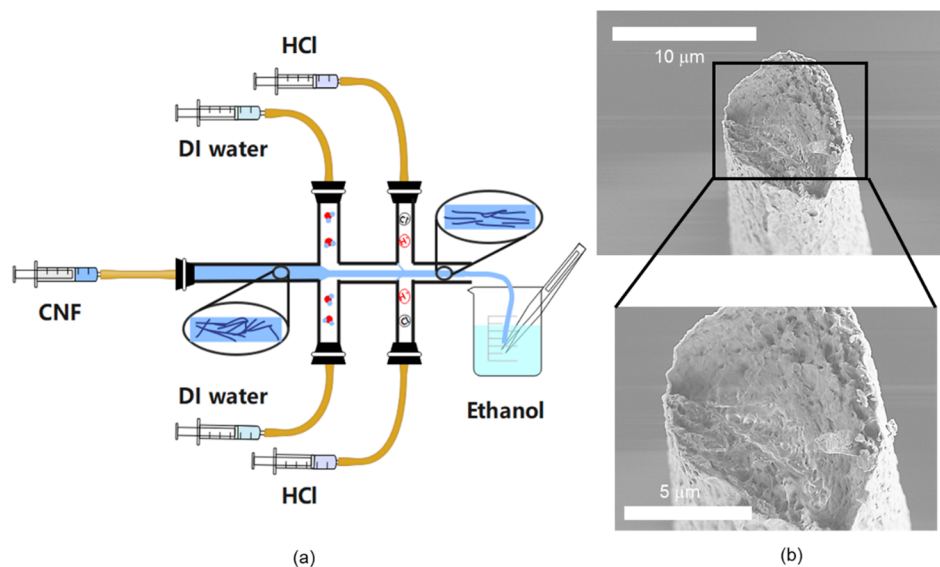 HCl
DI water
CNF
DI water
HCl
Ethanol
(a)
10 μm
5 μm
(b)